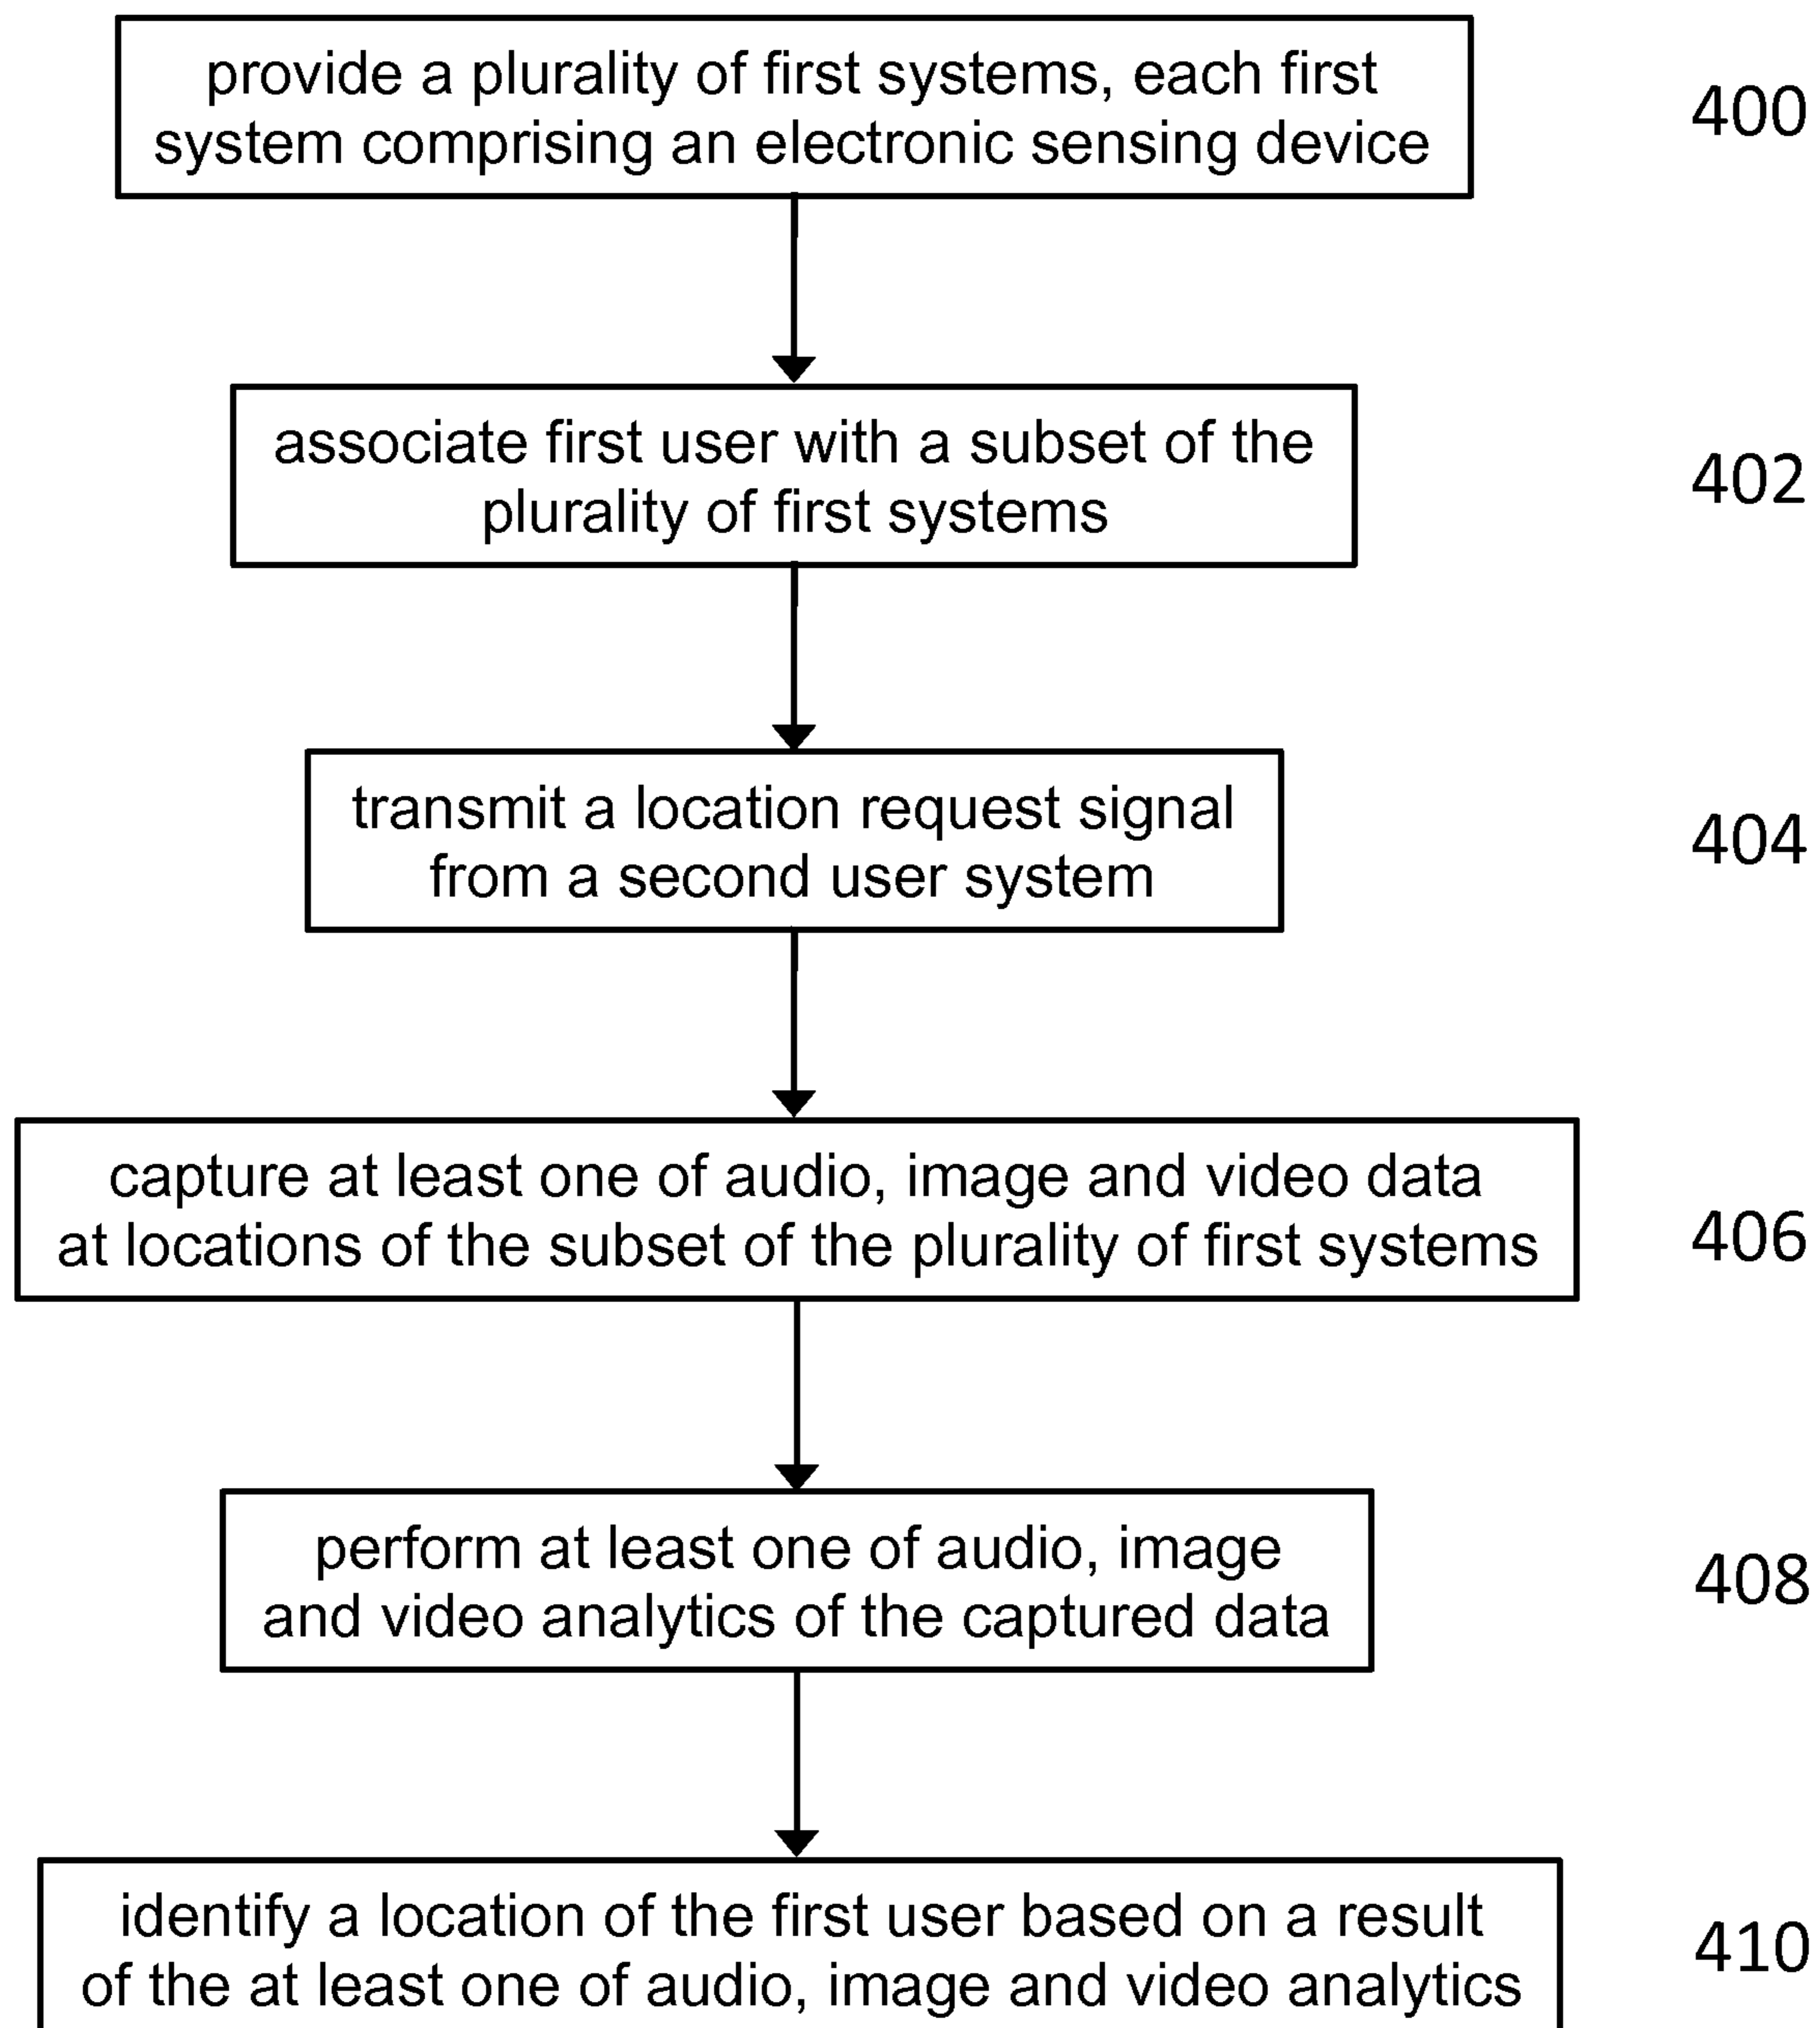 provide a plurality of first systems, each first
system comprising an electronic sensing device
400
associate first user with a subset of the
plurality of first systems
402
transmit a location request signal
from a second user system
404
capture at least one of audio, image and video data
at locations of the subset of the plurality of first systems
406
perform at least one of audio, image
and video analytics of the captured data
408
identify a location of the first user based on a result
of the at least one of audio, image and video analytics
410